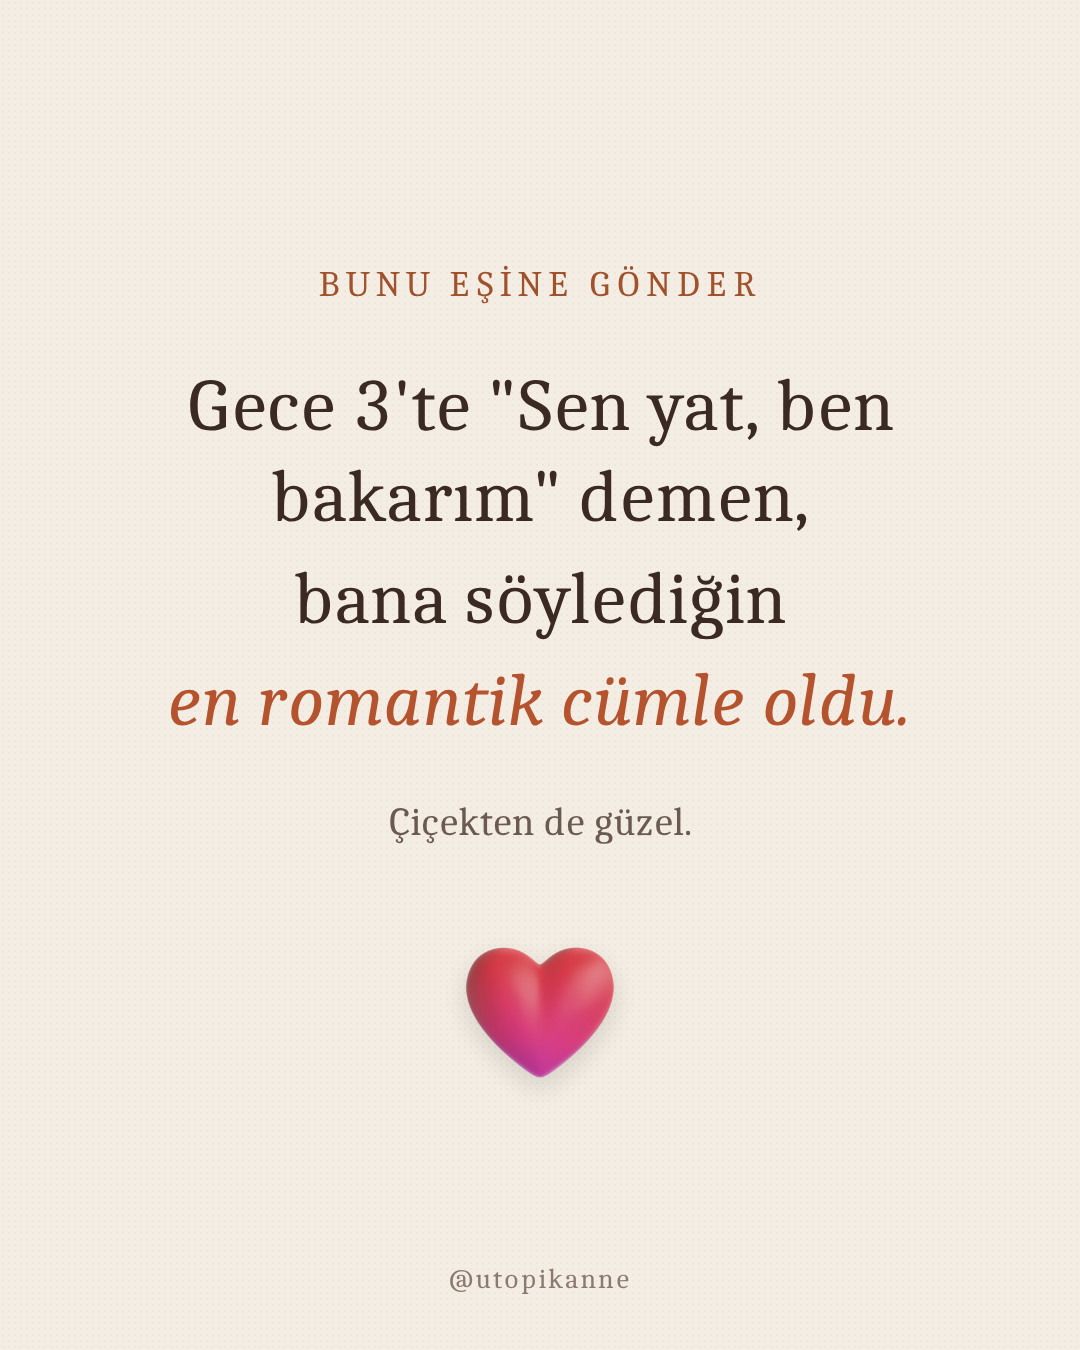 BUNU EŞİNE GÖNDER
Gece 3'te "Sen yat, ben
bakarım" demen,
bana söylediğin
en romantik cümle oldu.
Çiçekten de güzel.
@utopikanne